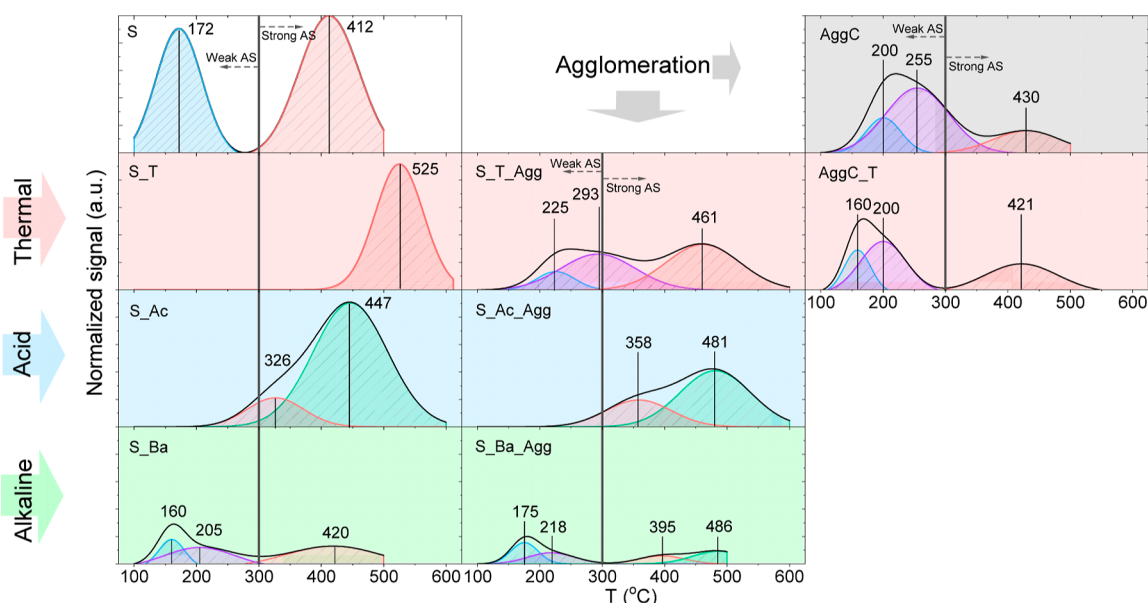 S
172
Strong AS
412
Weak AS
Agglomeration
AggC
Weak AS
200
255
Strong AS
430
Thermal
S_T
525
S_T_Agg
Weak AS
Strong AS
225
293
461
AggC_T
160
200
421
100 200 300 400 500 600
Normalized signal (a.u.)
Acid
S_Ac
326
447
S_Ac_Agg
358
481
Alkaline
S_Ba
160
205
420
S_Ba_Agg
175
218
395
486
100 200 300 400 500 600
100 200 300 400 500 600
T (°C)